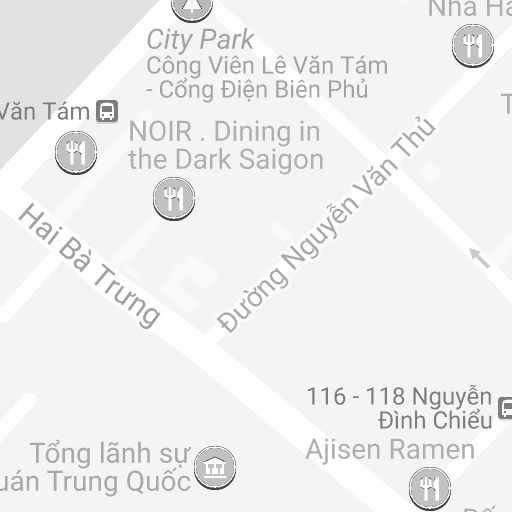 Nhà Hà
City Park
Công Viên Lê Văn Tám
- Cổng Điện Biên Phủ
Văn Tám
NOIR . Dining in
the Dark Saigon
Đường Nguyễn Văn Thủ
Hai Bà Trưng
116 - 118 Nguyễn
Đình Chiểu
Ajisen Ramen
Tổng lãnh sự
uán Trung Quốc